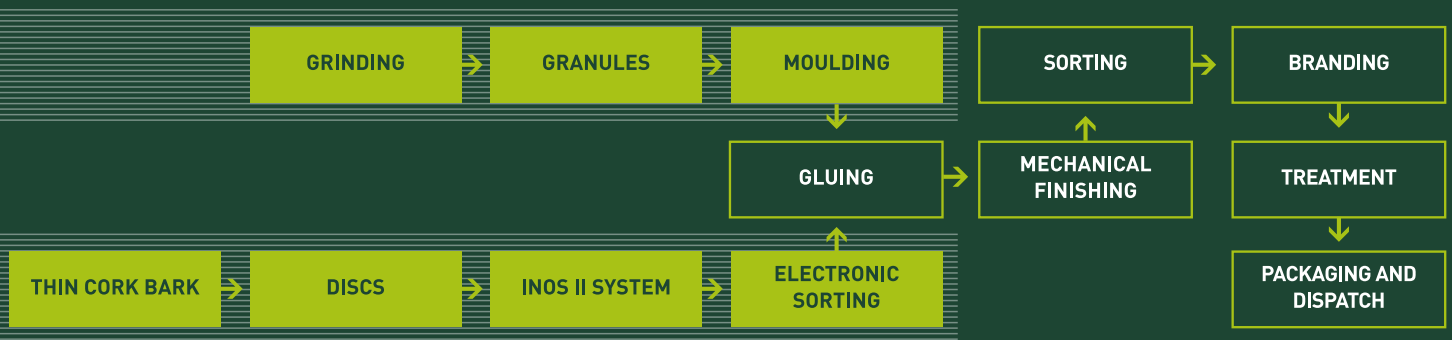 GRINDING
GRANULES
MOULDING
SORTING
BRANDING
GLUING
MECHANICAL
FINISHING
TREATMENT
THIN CORK BARK
DISCS
INOS II SYSTEM
ELECTRONIC
SORTING
PACKAGING AND
DISPATCH